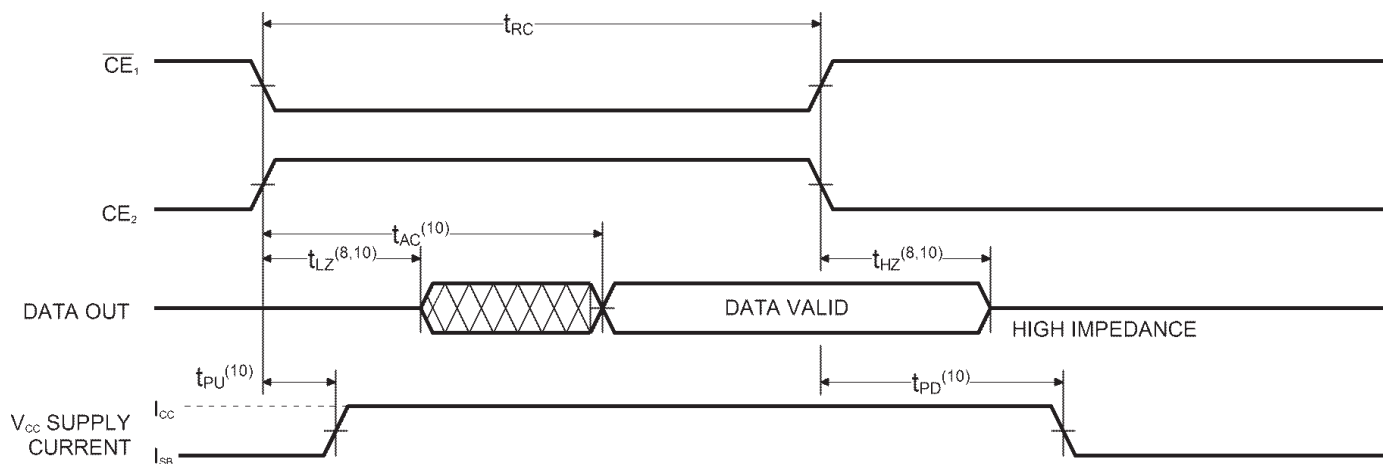 tRC
CE₁
CE₂
tAC(10)
tLZ(8,10)
tHZ(8,10)
DATA OUT
DATA VALID
HIGH IMPEDANCE
tPU(10)
tPD(10)
ICC
VCC SUPPLY
CURRENT
ISB